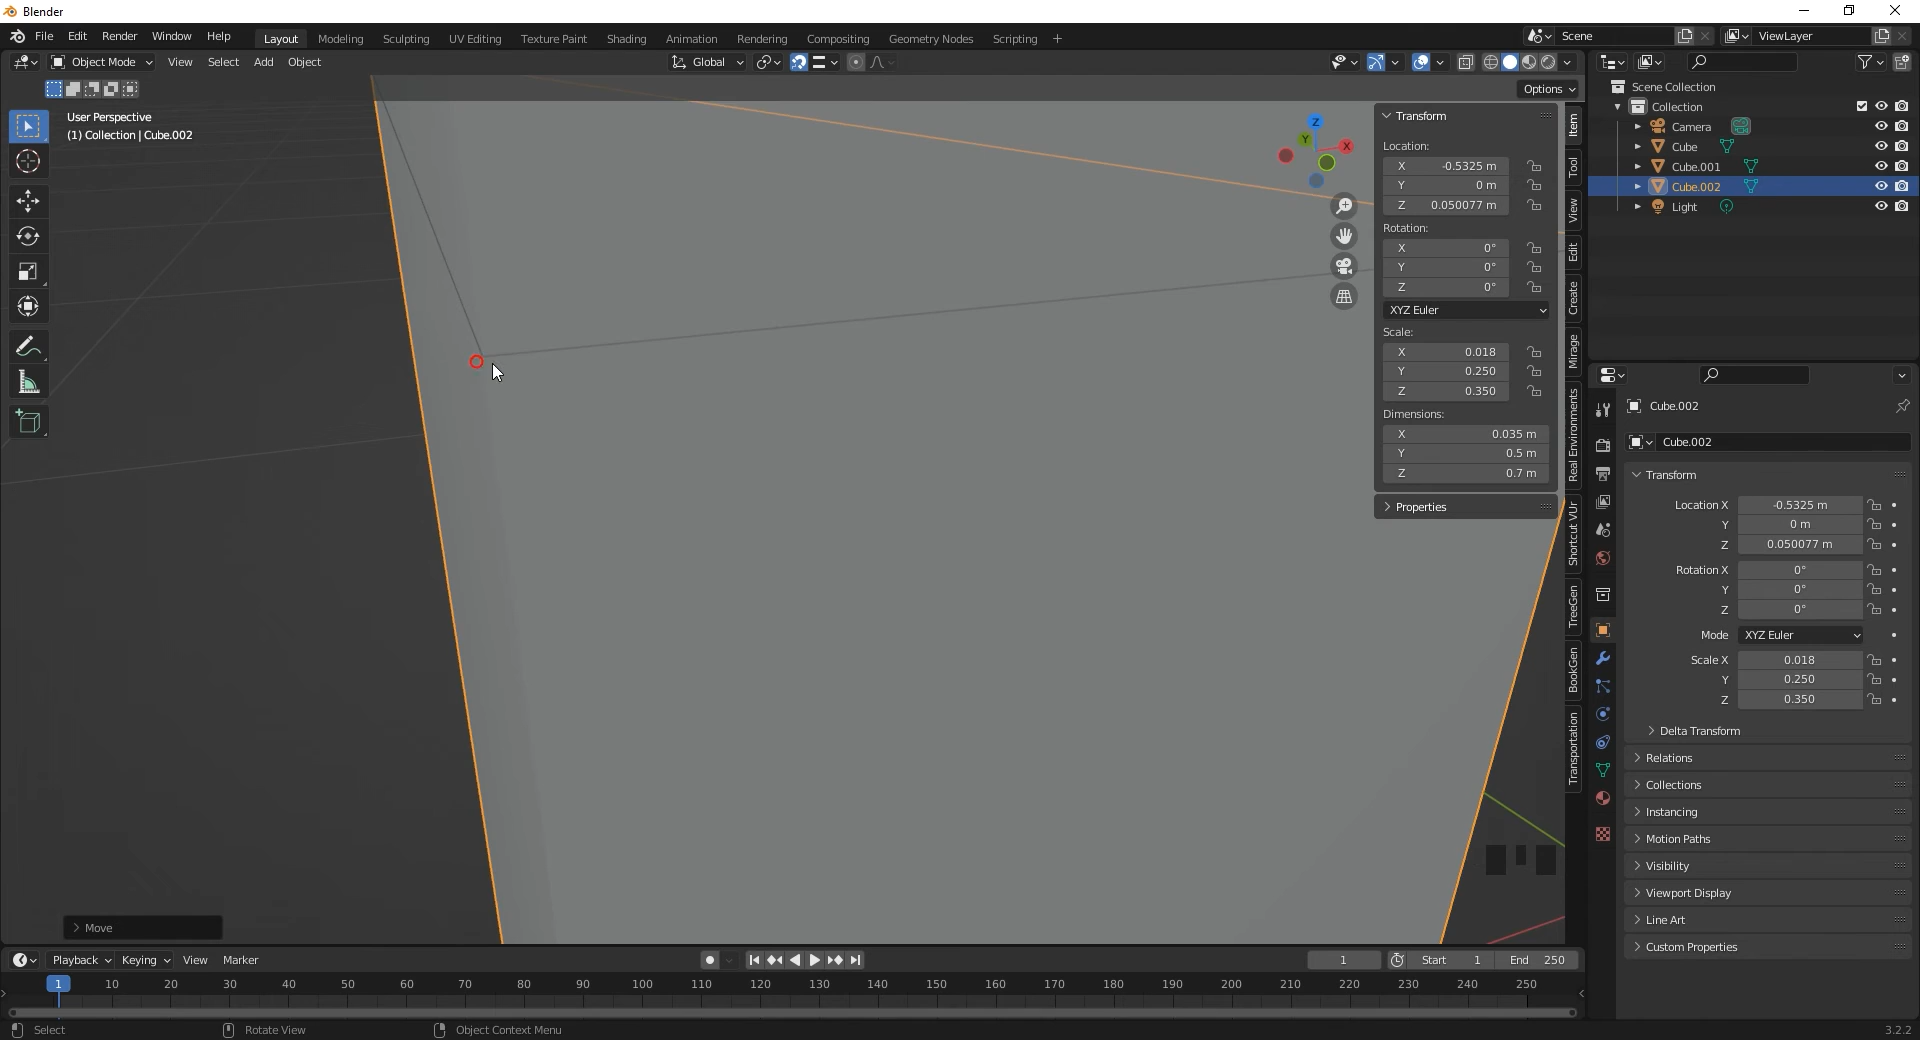 Blender
File Edit Render Window Help
Layout Modeling Sculpting UV Editing Texture Paint Shading Animation Rendering Compositing Geometry Nodes Scripting +
Scene
ViewLayer
Object Mode View Select Add Object
Global
Options
User Perspective
(1) Collection | Cube.002
Z
Y
X
Transform
Location:
X -0.5325 m
Y 0 m
Z 0.050077 m
Rotation:
X 0°
Y 0°
Z 0°
XYZ Euler
Scale:
X 0.018
Y 0.250
Z 0.350
Dimensions:
X 0.035 m
Y 0.5 m
Z 0.7 m
Properties
Item
Tool
View
Edit
Create
Mirage
Real Environments
Shortcut VUr
TreeGen
BookGen
Transportation
Scene Collection
Collection
Camera
Cube
Cube.001
Cube.002
Light
Cube.002
Cube.002
Transform
Location X -0.5325 m
Y 0 m
Z 0.050077 m
Rotation X 0°
Y 0°
Z 0°
Mode XYZ Euler
Scale X 0.018
Y 0.250
Z 0.350
Delta Transform
Relations
Collections
Instancing
Motion Paths
Visibility
Viewport Display
Line Art
Custom Properties
Move
Playback Keying View Marker
1 Start 1 End 250
1 10 20 30 40 50 60 70 80 90 100 110 120 130 140 150 160 170 180 190 200 210 220 230 240 250
Select Rotate View Object Context Menu
3.2.2